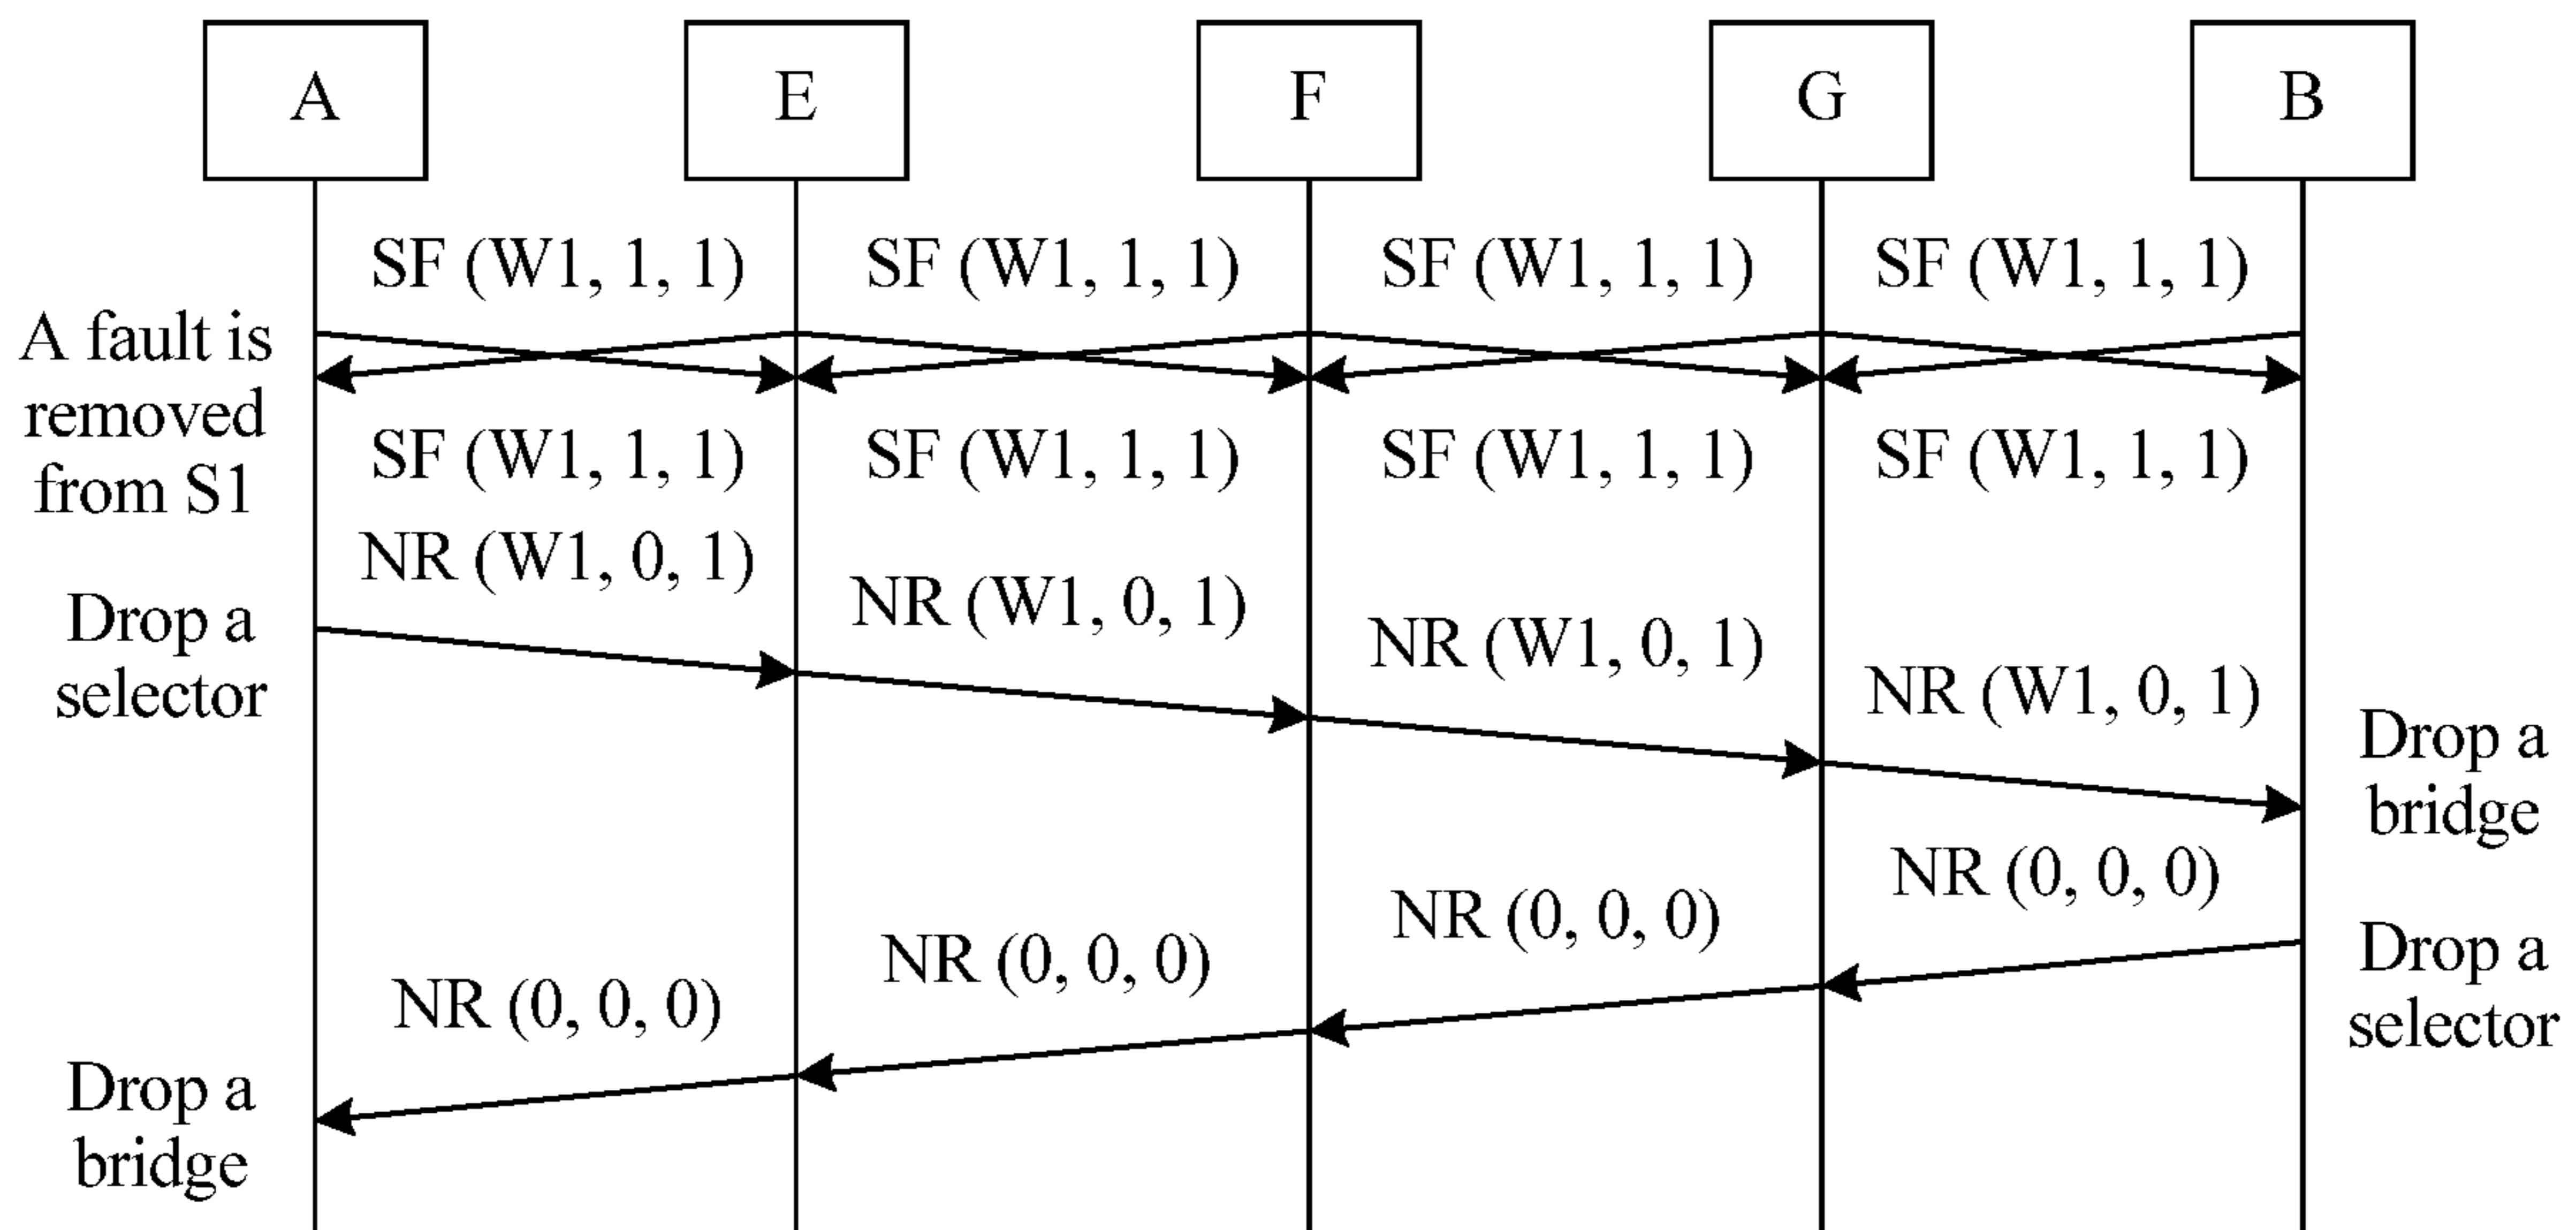 A
E
F
G
B
SF (W1, 1, 1)
SF (W1, 1, 1)
SF (W1, 1, 1)
SF (W1, 1, 1)
A fault is
removed
from S1
SF (W1, 1, 1)
SF (W1, 1, 1)
SF (W1, 1, 1)
SF (W1, 1, 1)
NR (W1, 0, 1)
NR (W1, 0, 1)
NR (W1, 0, 1)
NR (W1, 0, 1)
Drop a
selector
Drop a
bridge
NR (0, 0, 0)
NR (0, 0, 0)
NR (0, 0, 0)
NR (0, 0, 0)
Drop a
selector
Drop a
bridge